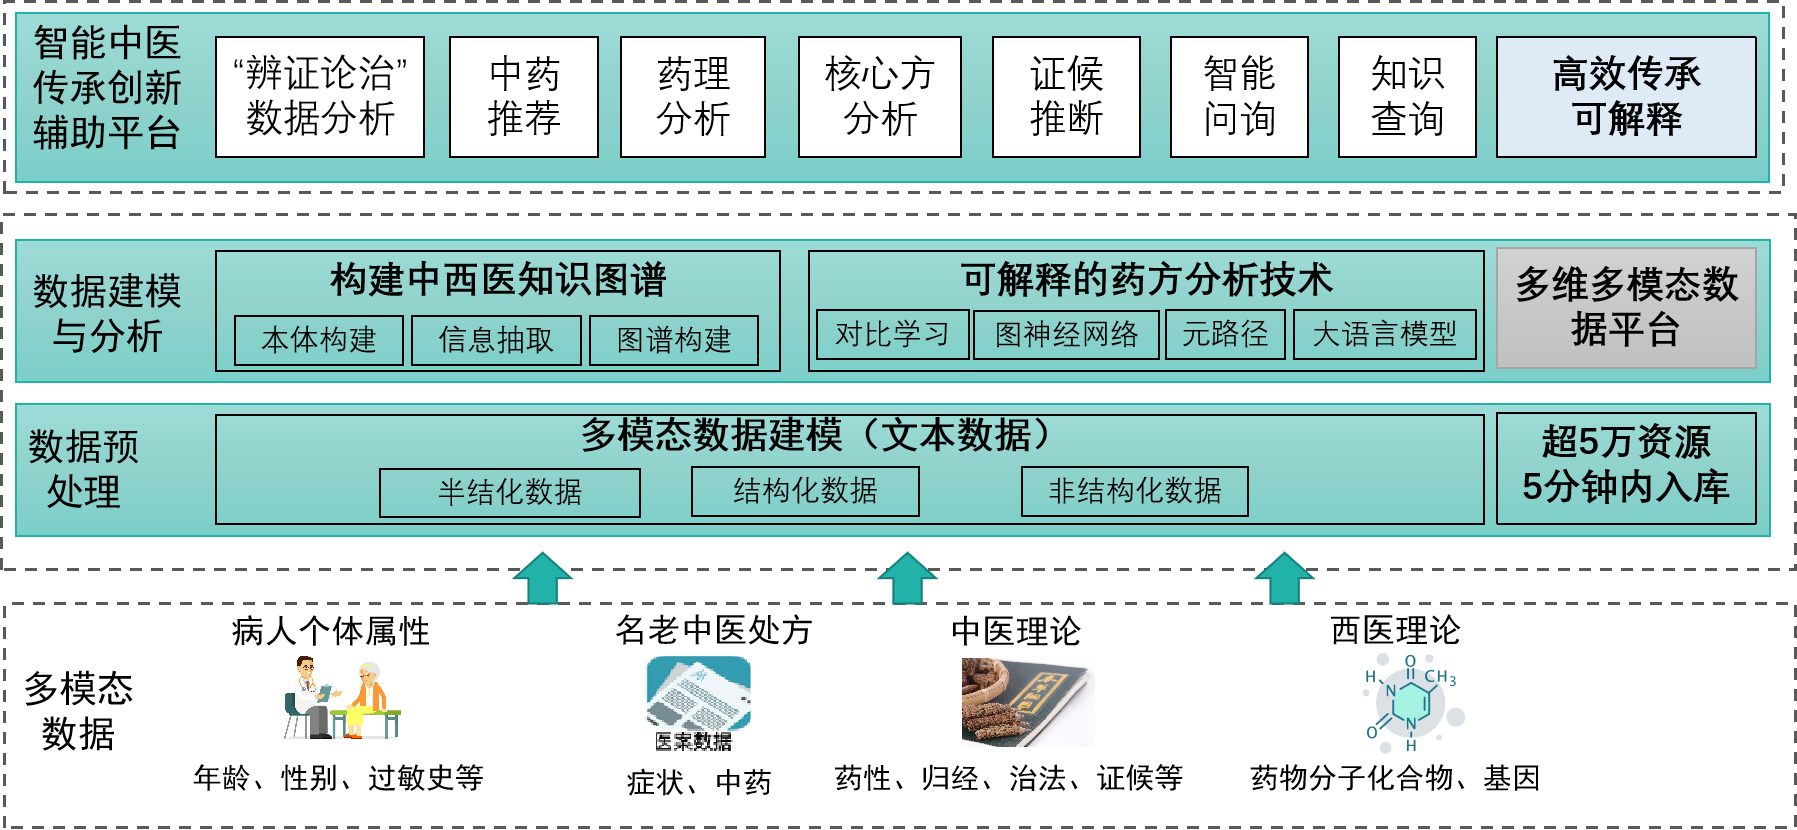 智能中医
传承创新
辅助平台
“辨证论治”
数据分析
中药
推荐
药理
分析
核心方
分析
证候
推断
智能
问询
知识
查询
高效传承
可解释
数据建模
与分析
构建中西医知识图谱
本体构建
信息抽取
图谱构建
可解释的药方分析技术
对比学习
图神经网络
元路径
大语言模型
多维多模态数
据平台
数据预
处理
多模态数据建模（文本数据）
半结化数据
结构化数据
非结构化数据
超5万资源
5分钟内入库
多模态
数据
病人个体属性
年龄、性别、过敏史等
名老中医处方
医案数据
症状、中药
中医理论
药性、归经、治法、证候等
西医理论
O
H
N
CH3
O
N
H
药物分子化合物、基因